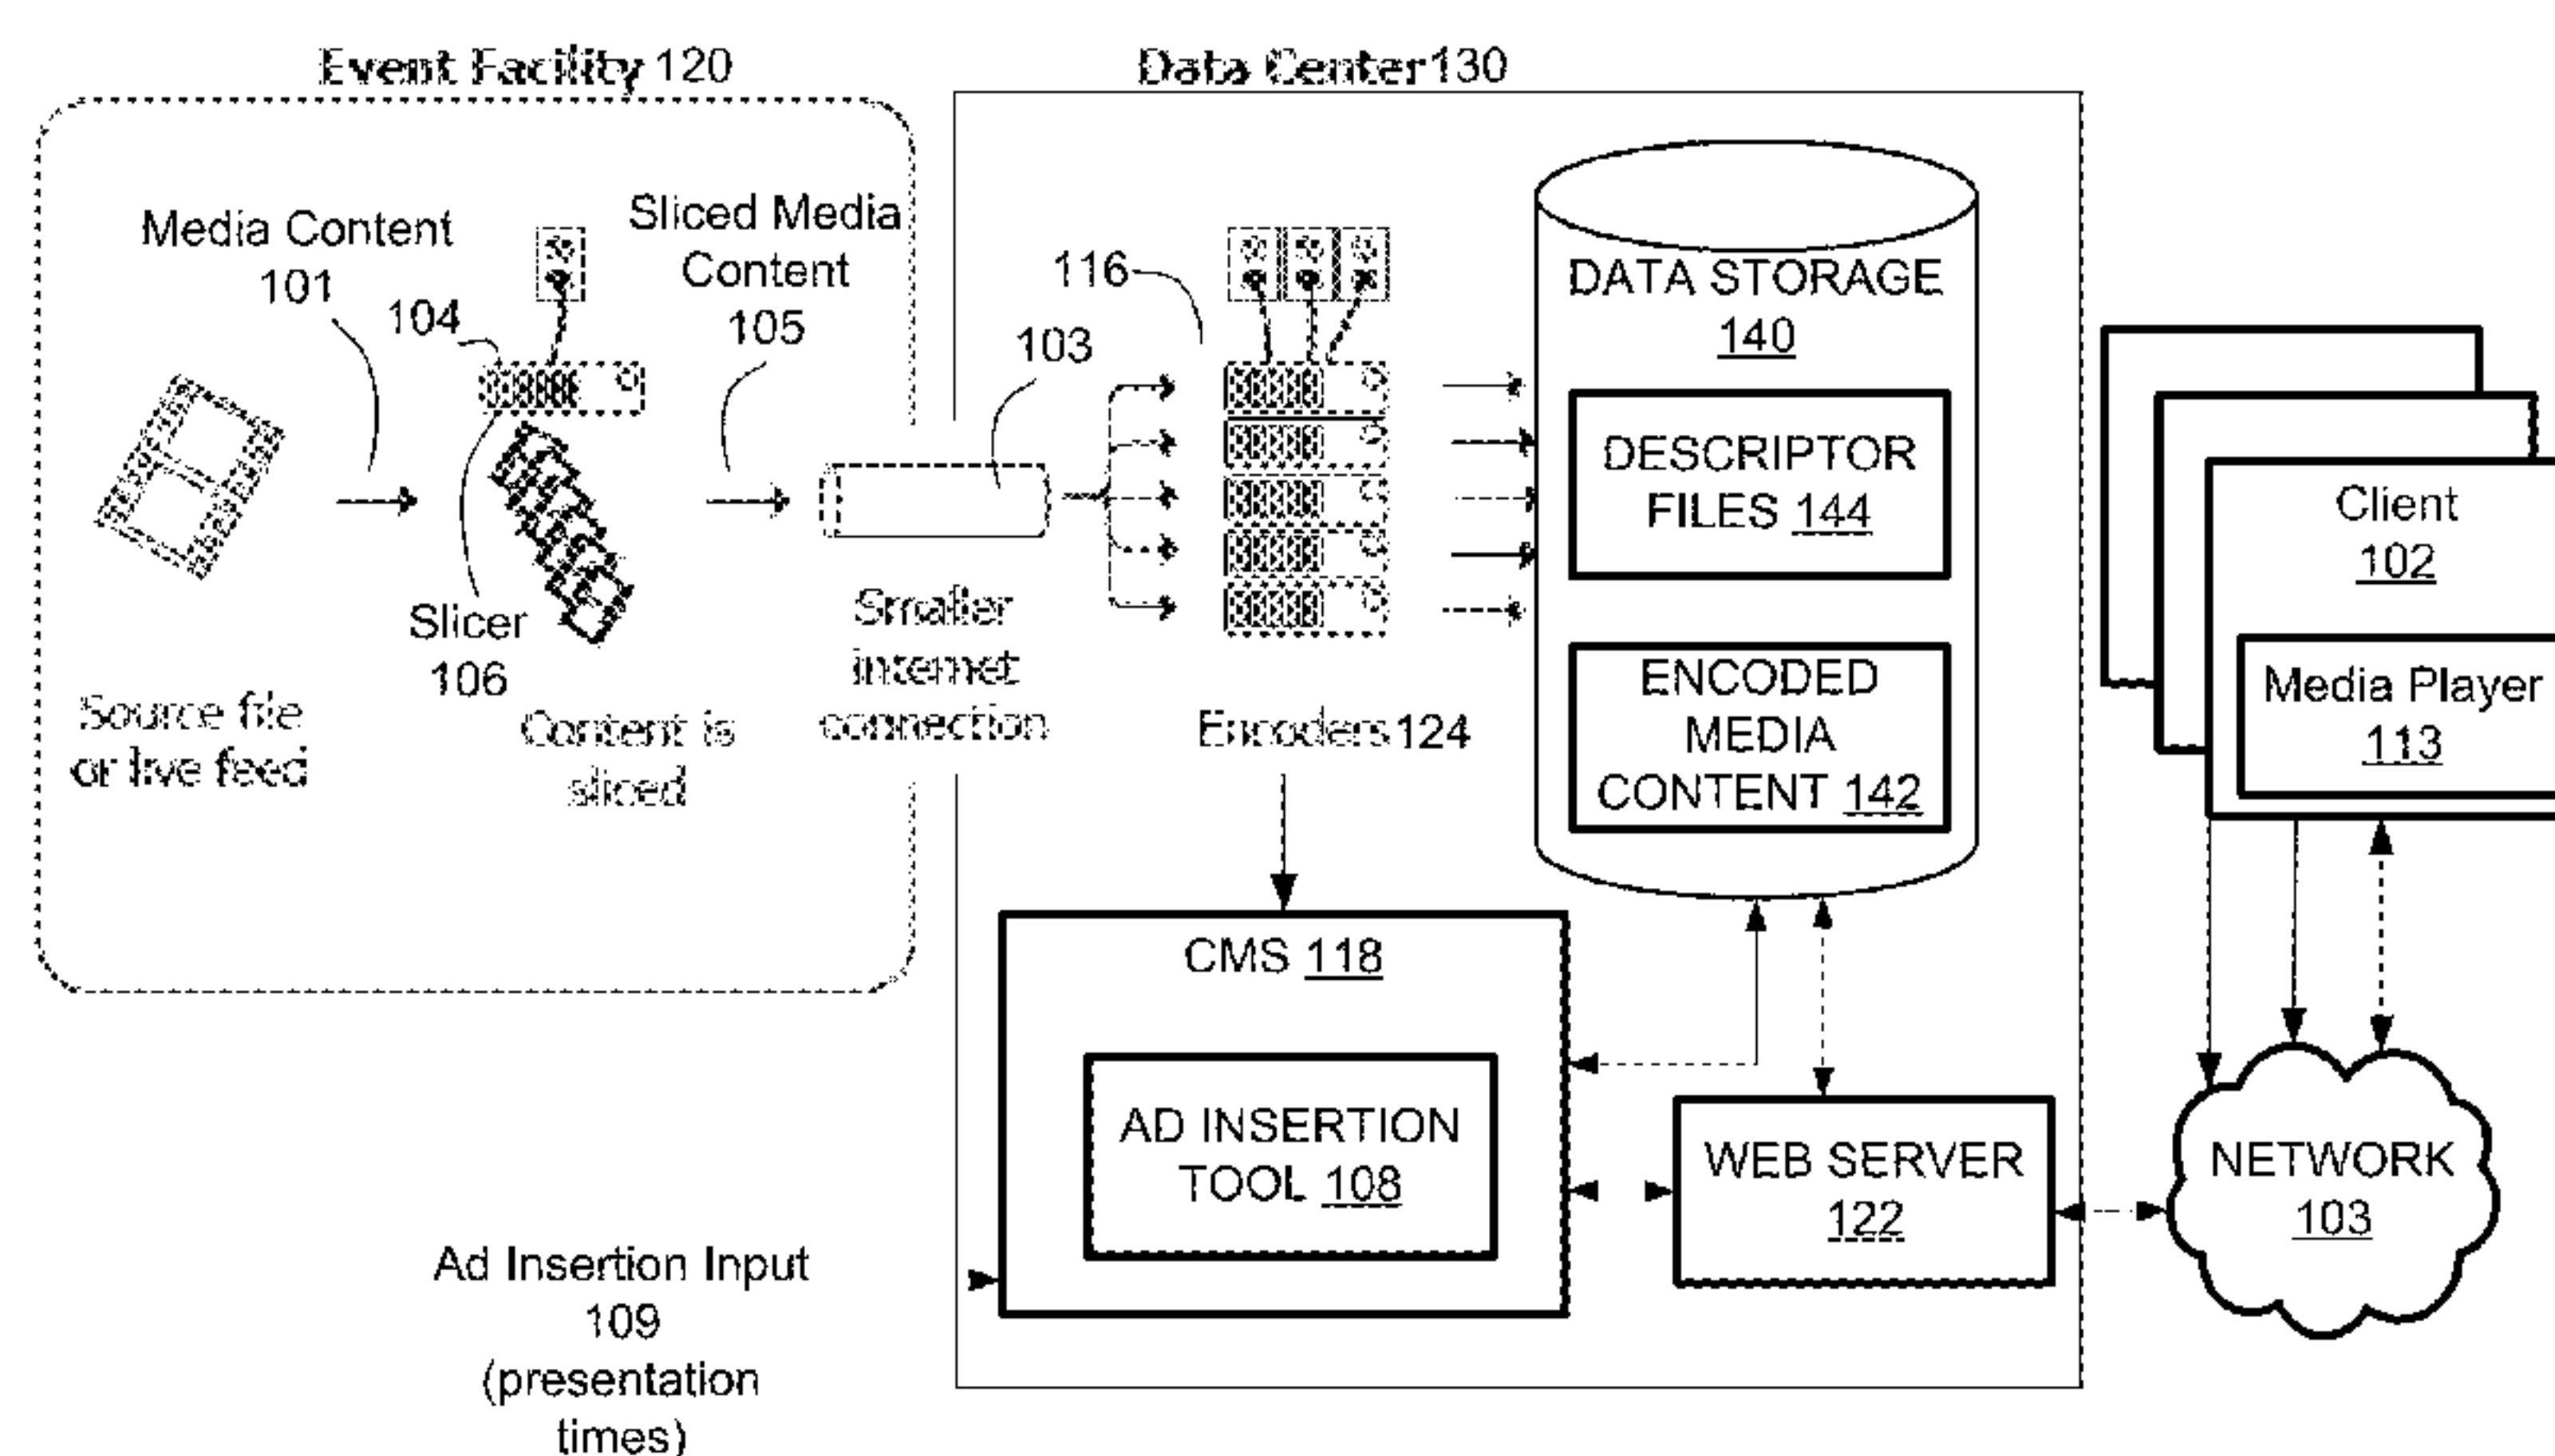 Event Facility 120
Media Content
101
104
Sliced Media
Content
105
Slicer
106
Source file
or live feed
Content is
sliced
Smaller
internet
connection
103
Data Center 130
116
Encoders 124
DATA STORAGE
140
DESCRIPTOR
FILES 144
ENCODED
MEDIA
CONTENT 142
Client
102
Media Player
113
CMS 118
AD INSERTION
TOOL 108
WEB SERVER
122
NETWORK
103
Ad Insertion Input
109
(presentation
times)